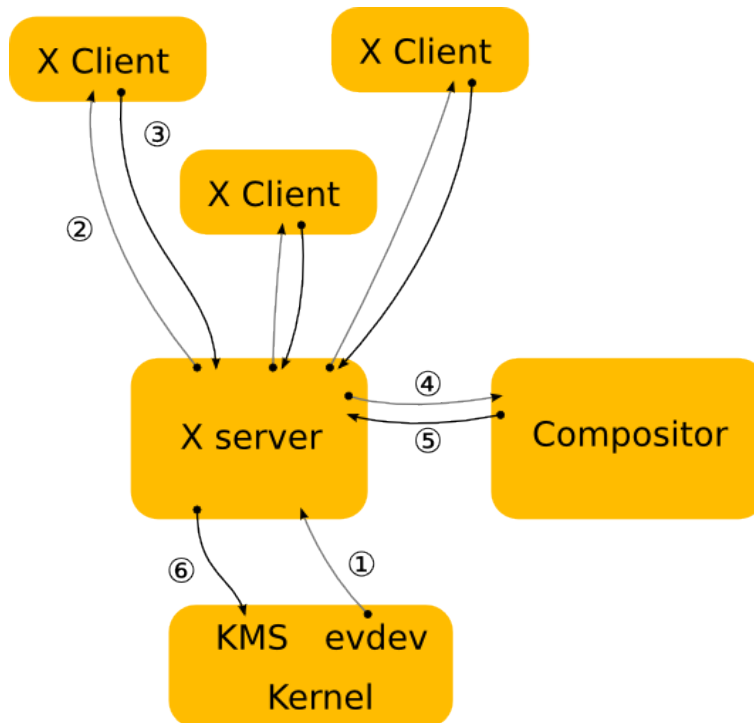 X Client
X Client
③
X Client
②
④
X server
Compositor
⑤
⑥
①
KMS evdev
Kernel